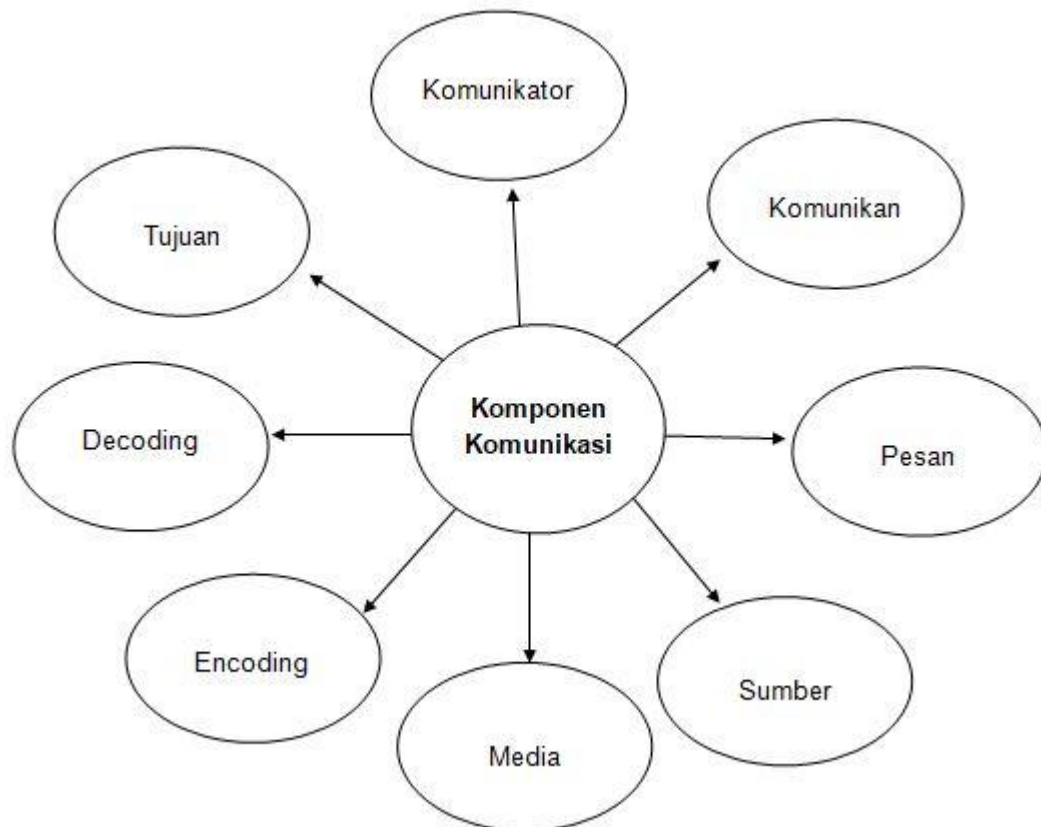 Komunikator
Komunikan
Tujuan
Komponen
Komunikasi
Decoding
Pesan
Encoding
Sumber
Media